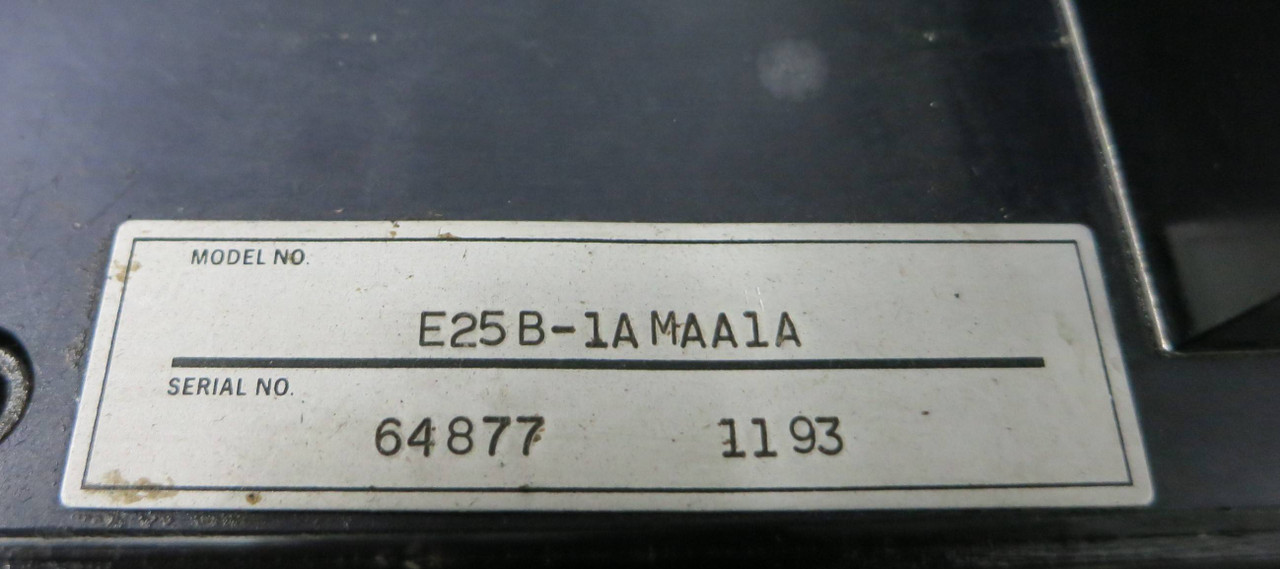 MODEL NO.
E25B-1AMAA1A
SERIAL NO.
64877 1193